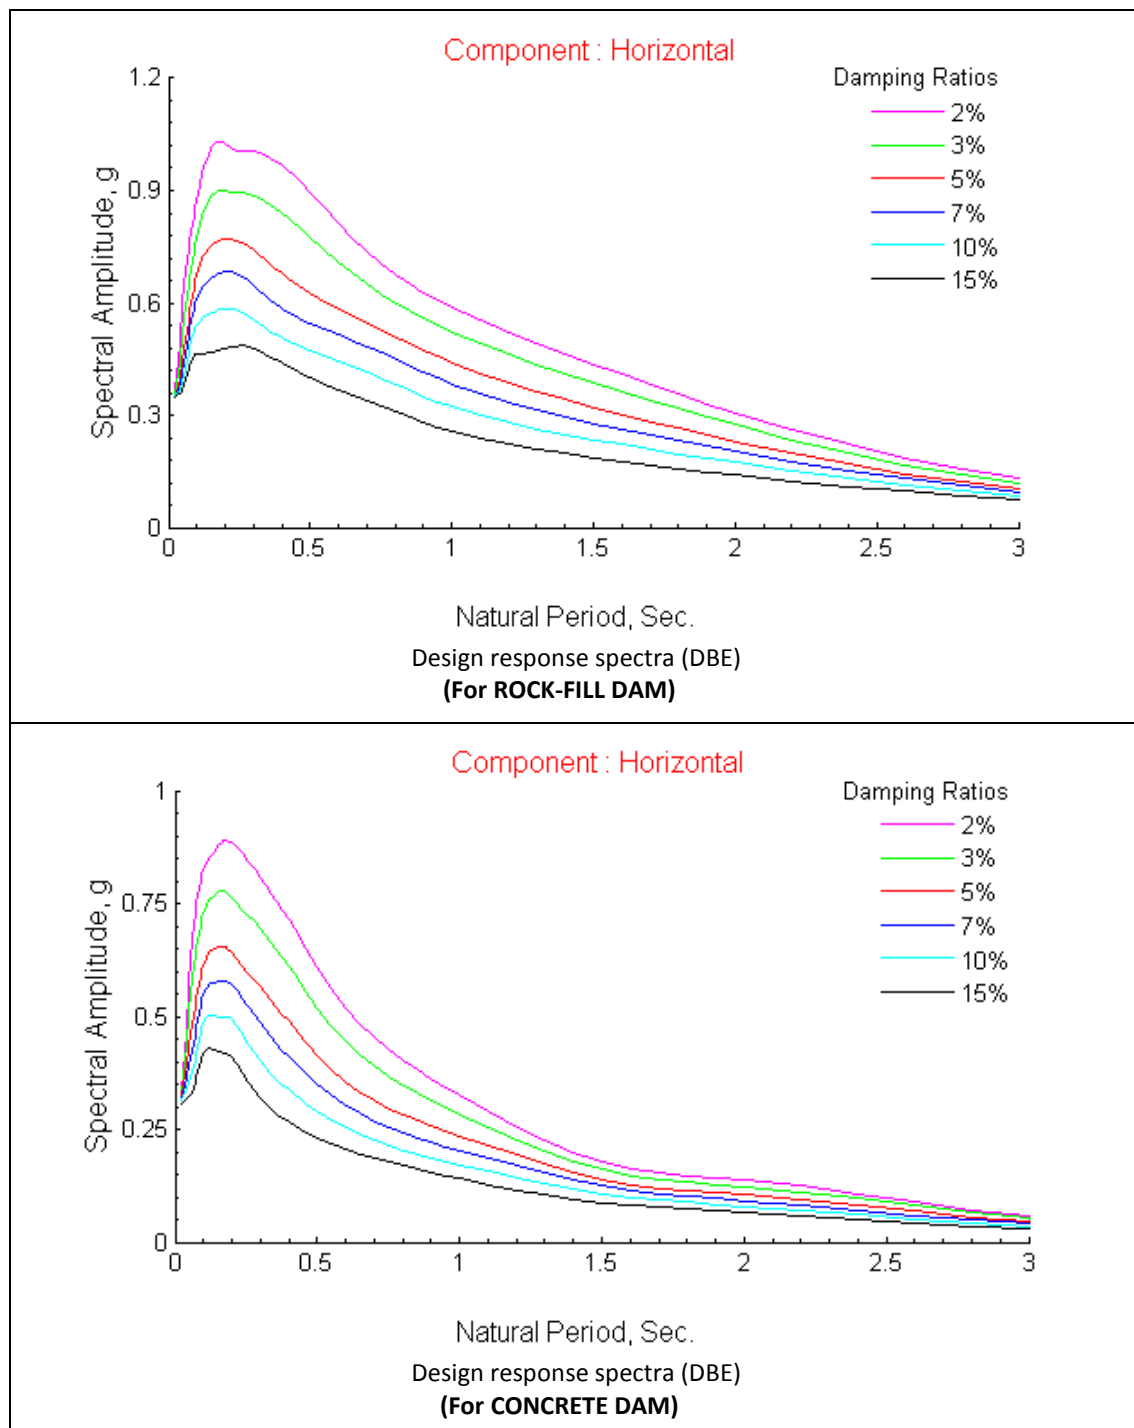 Component : Horizontal
Damping Ratios
2%
3%
5%
7%
10%
15%
Spectral Amplitude, g
1.2
0.9
0.6
0.3
0
0 0.5 1 1.5 2 2.5 3
Natural Period, Sec.
Design response spectra (DBE)
(For ROCK-FILL DAM)
Component : Horizontal
Damping Ratios
2%
3%
5%
7%
10%
15%
Spectral Amplitude, g
1
0.75
0.5
0.25
0
0 0.5 1 1.5 2 2.5 3
Natural Period, Sec.
Design response spectra (DBE)
(For CONCRETE DAM)